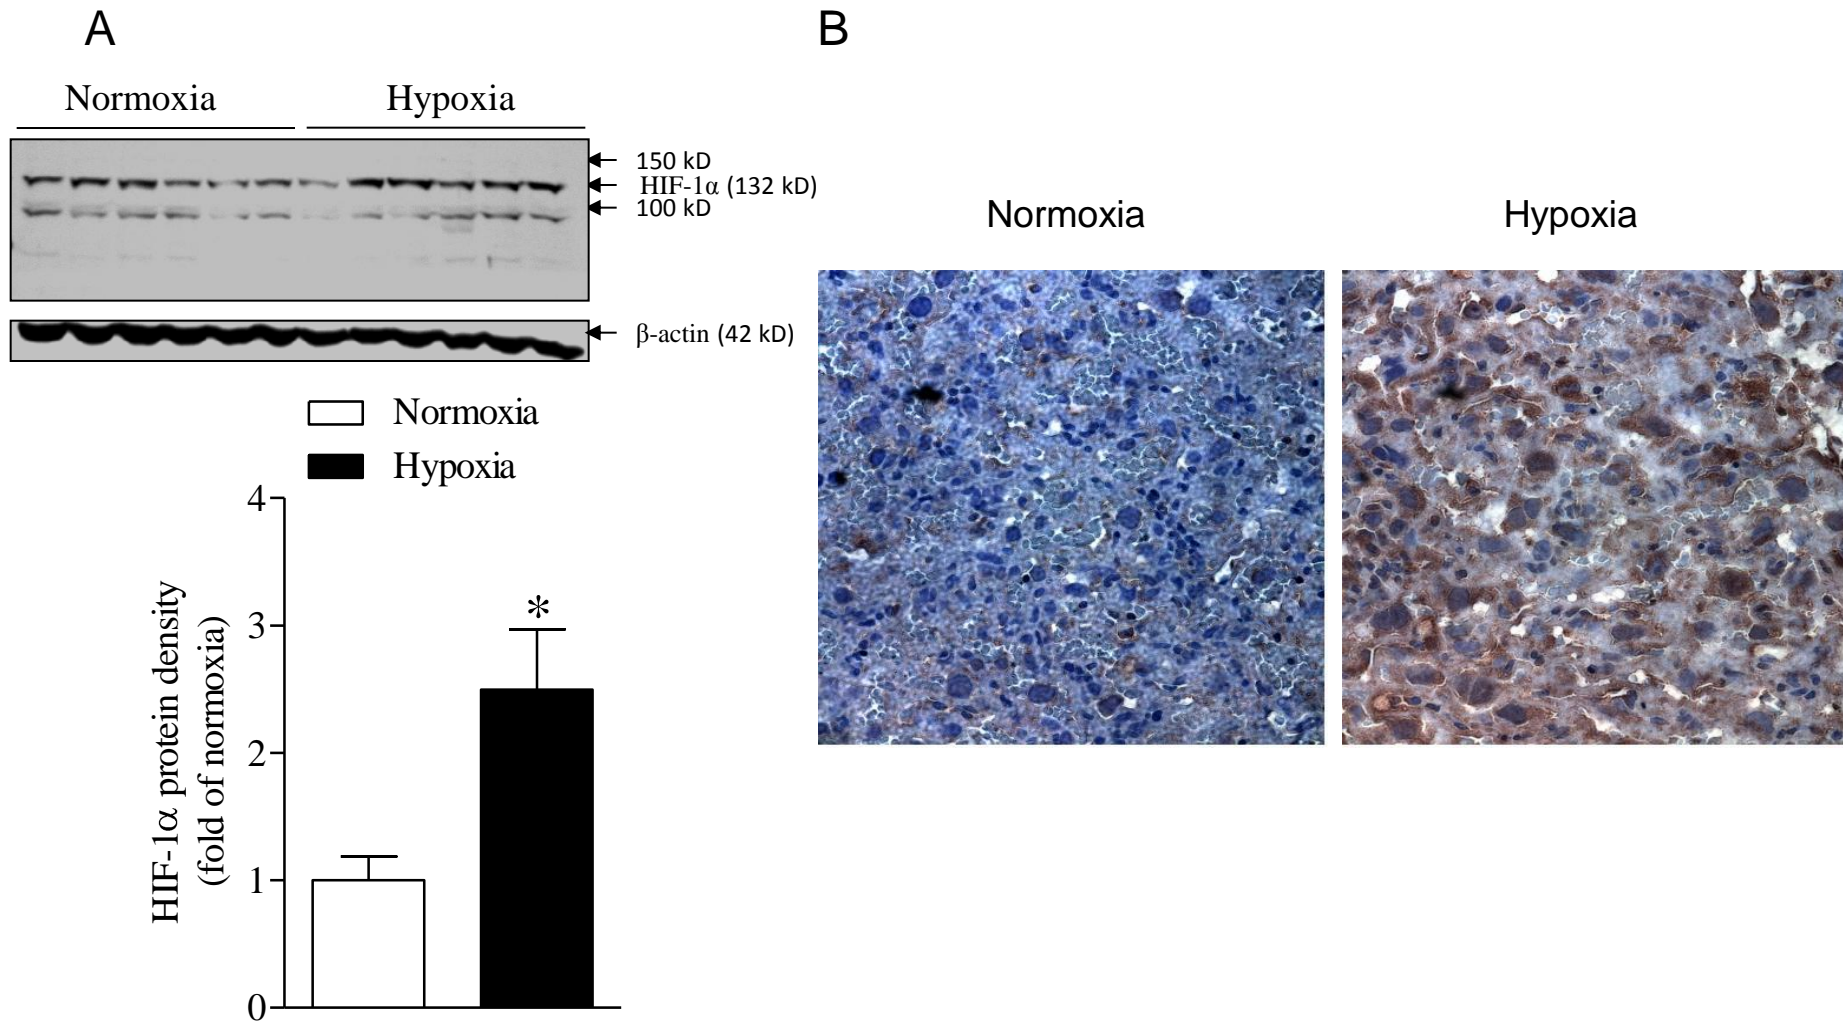 A
Normoxia
Hypoxia
150 kD
HIF-1α (132 kD)
100 kD
β-actin (42 kD)
Normoxia
Hypoxia
4
3
2
1
0
*
HIF-1α protein density
(fold of normoxia)
B
Normoxia
Hypoxia